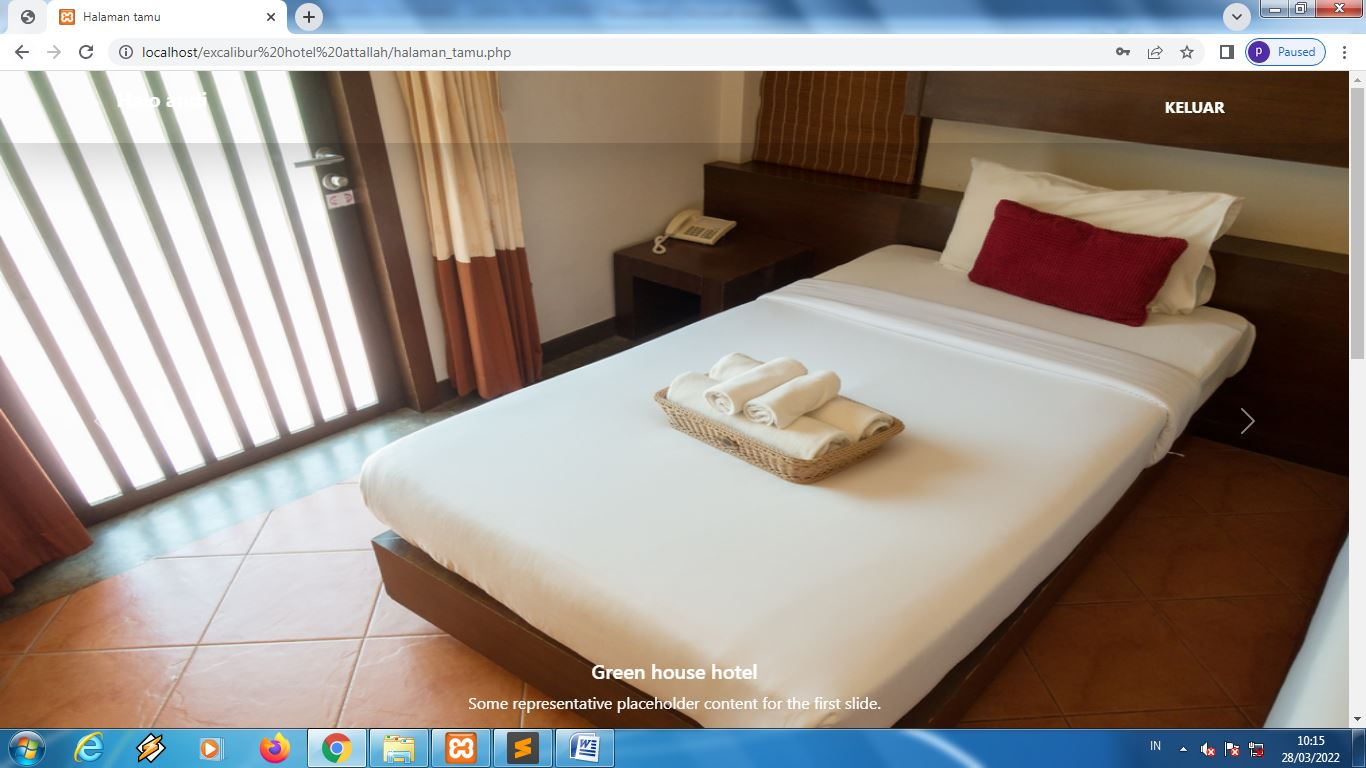 Halaman tamu
localhost/excalibur%20hotel%20attallah/halaman_tamu.php
p Paused
KELUAR
Green house hotel
Some representative placeholder content for the first slide.
IN
10:15
28/03/2022